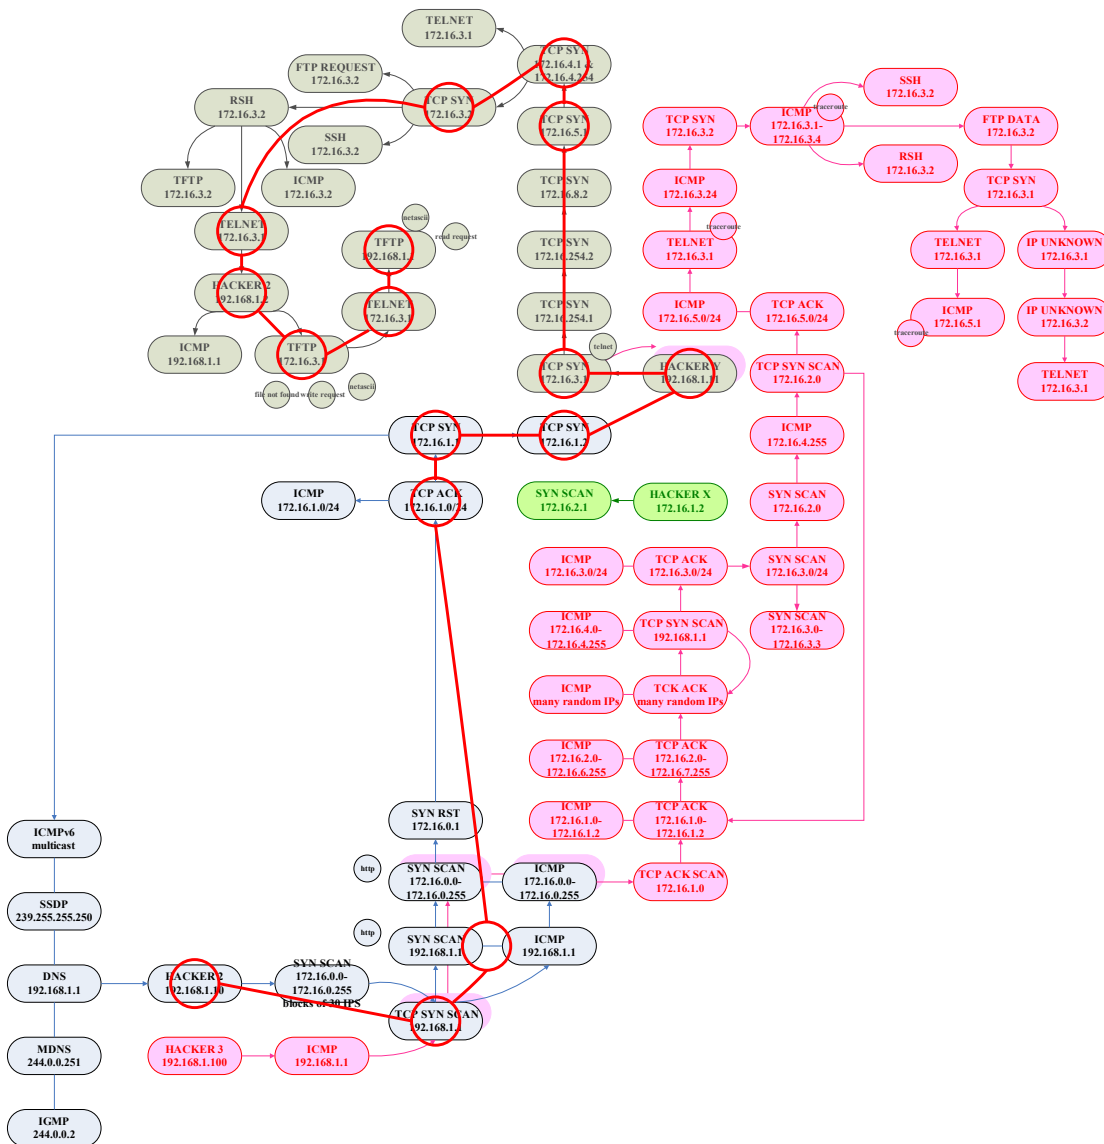 TELNET
172.16.3.1
TCP SYN
172.16.4.1 &
172.16.4.254
FTP REQUEST
172.16.3.2
TCP SYN
172.16.3.2
RSH
172.16.3.2
SSH
172.16.3.2
TFTP
172.16.3.2
ICMP
172.16.3.2
TCP SYN
172.16.5.1
TCP SYN
172.16.8.2
TCP SYN
172.16.254.2
TCP SYN
172.16.254.1
TELNET
172.16.3.1
HACKER 2
192.168.1.2
ICMP
192.168.1.1
TFTP
172.16.3.1
file not found
write request
netascii
TELNET
172.16.3.1
TFTP
192.168.1.1
netascii
read request
TCP SYN
172.16.3.1
telnet
HACKER Y
192.168.1.11
TCP SYN
172.16.3.2
ICMP
172.16.3.1-
172.16.3.4
traceroute
SSH
172.16.3.2
RSH
172.16.3.2
FTP DATA
172.16.3.2
TCP SYN
172.16.3.1
TELNET
172.16.3.1
IP UNKNOWN
172.16.3.1
ICMP
172.16.5.1
traceroute
IP UNKNOWN
172.16.3.2
TELNET
172.16.3.1
ICMP
172.16.3.24
TELNET
172.16.3.1
traceroute
ICMP
172.16.5.0/24
TCP ACK
172.16.5.0/24
TCP SYN SCAN
172.16.2.0
ICMP
172.16.4.255
SYN SCAN
172.16.2.0
TCP SYN
172.16.1.1
TCP SYN
172.16.1.2
ICMP
172.16.1.0/24
TCP ACK
172.16.1.0/24
SYN SCAN
172.16.2.1
HACKER X
172.16.1.2
ICMP
172.16.3.0/24
TCP ACK
172.16.3.0/24
SYN SCAN
172.16.3.0/24
ICMP
172.16.4.0-
172.16.4.255
TCP SYN SCAN
192.168.1.1
SYN SCAN
172.16.3.0-
172.16.3.3
ICMP
many random IPs
TCK ACK
many random IPs
ICMP
172.16.2.0-
172.16.6.255
TCP ACK
172.16.2.0-
172.16.7.255
ICMP
172.16.1.0-
172.16.1.2
TCP ACK
172.16.1.0-
172.16.1.2
TCP ACK SCAN
172.16.1.0
SYN RST
172.16.0.1
http
SYN SCAN
172.16.0.0-
172.16.0.255
ICMP
172.16.0.0-
172.16.0.255
http
SYN SCAN
192.168.1.1
ICMP
192.168.1.1
ICMPv6
multicast
SSDP
239.255.255.250
DNS
192.168.1.1
HACKER 2
192.168.1.10
SYN SCAN
172.16.0.0-
172.16.0.255
blocks of 30 IPS
TCP SYN SCAN
192.168.1.1
MDNS
244.0.0.251
HACKER 3
192.168.1.100
ICMP
192.168.1.1
IGMP
244.0.0.2